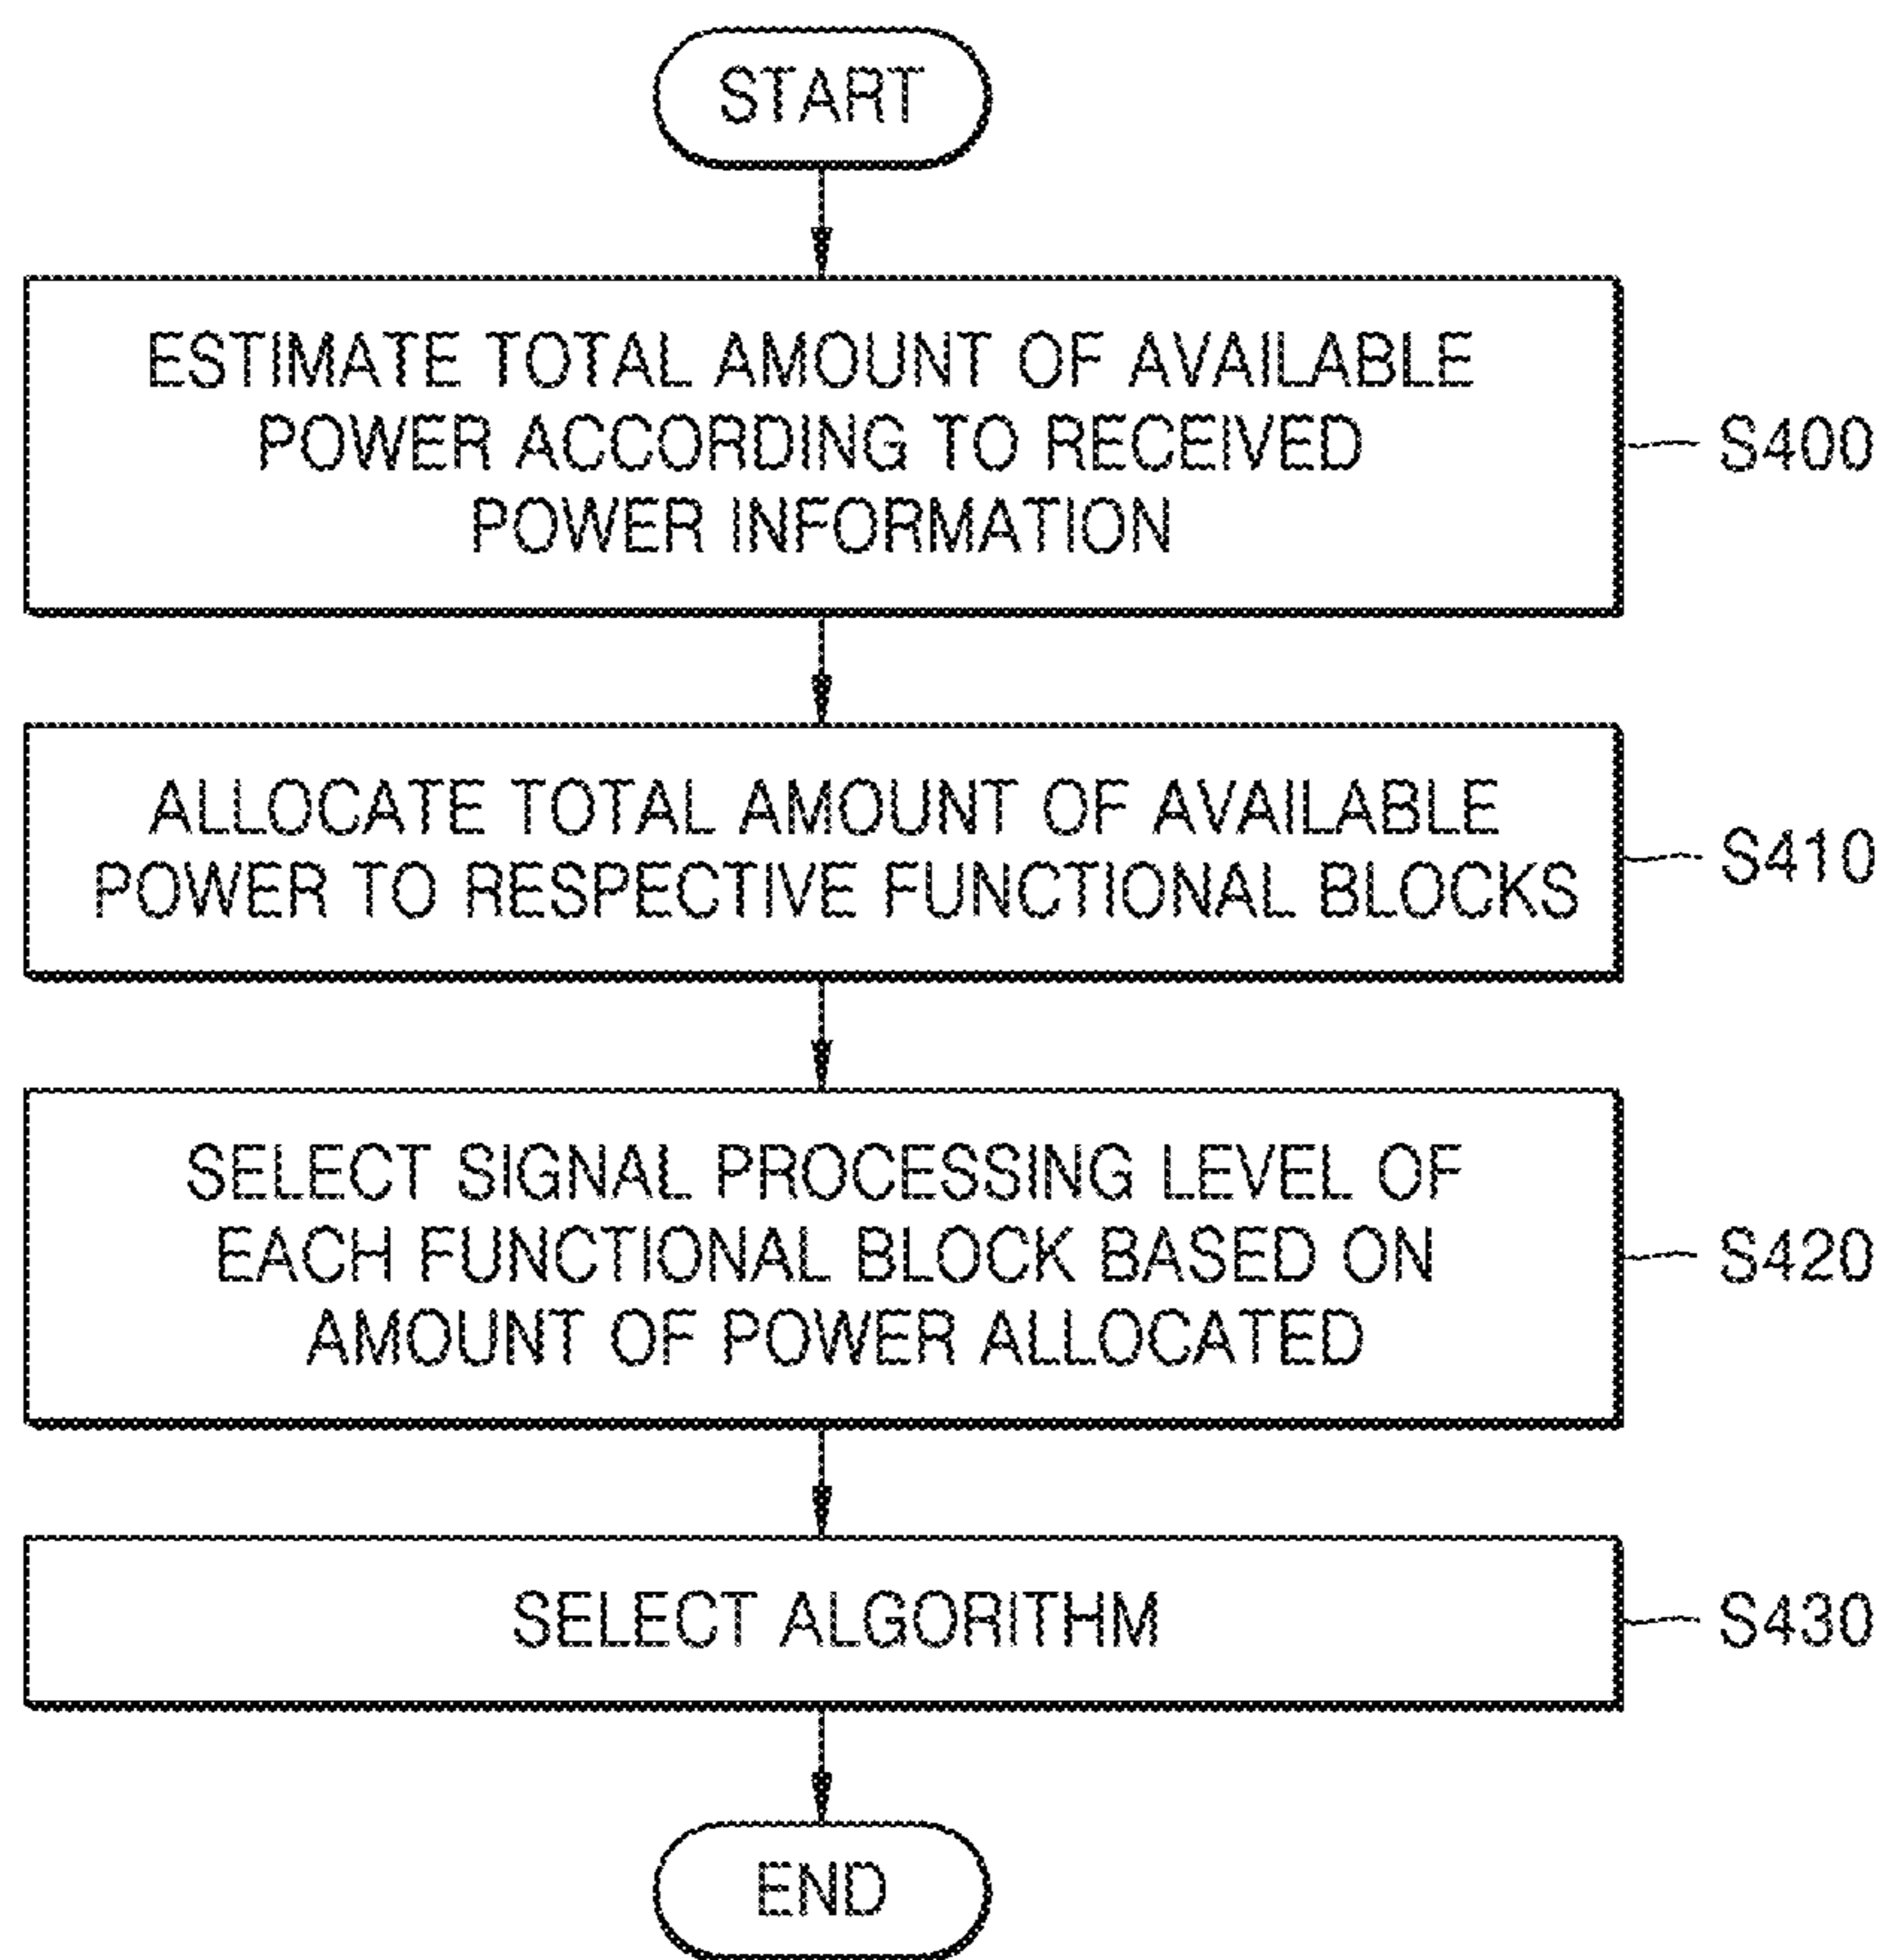 START
ESTIMATE TOTAL AMOUNT OF AVAILABLE
POWER ACCORDING TO RECEIVED
POWER INFORMATION
S400
ALLOCATE TOTAL AMOUNT OF AVAILABLE
POWER TO RESPECTIVE FUNCTIONAL BLOCKS
S410
SELECT SIGNAL PROCESSING LEVEL OF
EACH FUNCTIONAL BLOCK BASED ON
AMOUNT OF POWER ALLOCATED
S420
SELECT ALGORITHM
S430
END